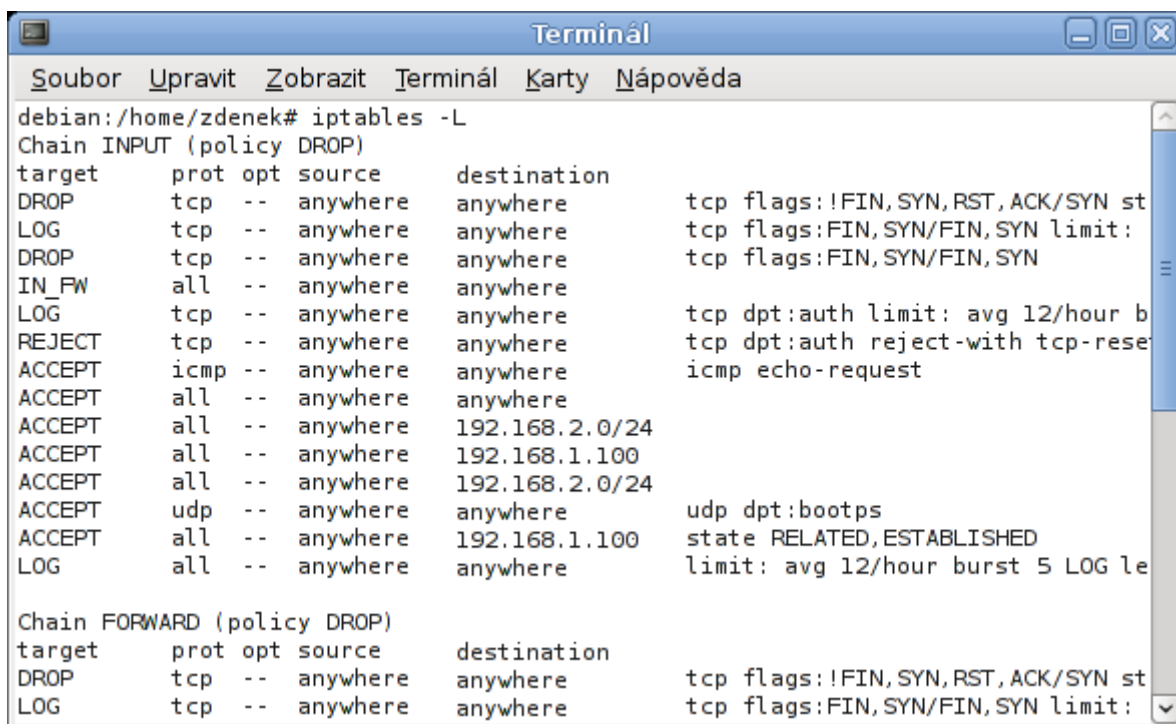 Terminál
Soubor Upravit Zobrazit Terminál Karty Nápověda
debian:/home/zdenek# iptables -L
Chain INPUT (policy DROP)
target prot opt source destination
DROP tcp -- anywhere anywhere tcp flags:!FIN,SYN,RST,ACK/SYN st
LOG tcp -- anywhere anywhere tcp flags:FIN,SYN/FIN,SYN limit:
DROP tcp -- anywhere anywhere tcp flags:FIN,SYN/FIN,SYN
IN_FW all -- anywhere anywhere
LOG tcp -- anywhere anywhere tcp dpt:auth limit: avg 12/hour b
REJECT tcp -- anywhere anywhere tcp dpt:auth reject-with tcp-rese
ACCEPT icmp -- anywhere anywhere icmp echo-request
ACCEPT all -- anywhere anywhere
ACCEPT all -- anywhere 192.168.2.0/24
ACCEPT all -- anywhere 192.168.1.100
ACCEPT all -- anywhere 192.168.2.0/24
ACCEPT udp -- anywhere anywhere udp dpt:bootps
ACCEPT all -- anywhere 192.168.1.100 state RELATED,ESTABLISHED
LOG all -- anywhere anywhere limit: avg 12/hour burst 5 LOG le
Chain FORWARD (policy DROP)
target prot opt source destination
DROP tcp -- anywhere anywhere tcp flags:!FIN,SYN,RST,ACK/SYN st
LOG tcp -- anywhere anywhere tcp flags:FIN,SYN/FIN,SYN limit: